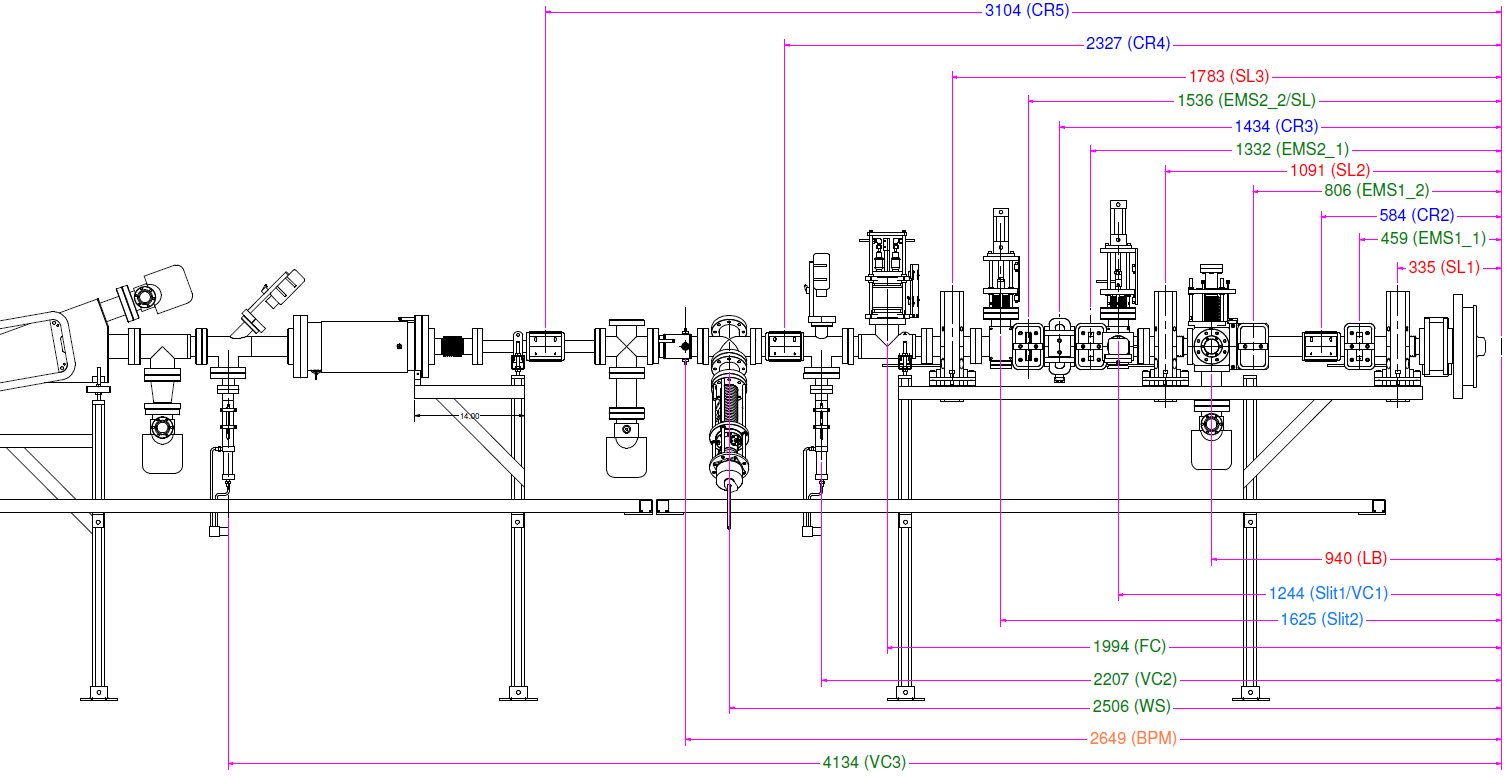 3104 (CR5)
2327 (CR4)
1783 (SL3)
1536 (EMS2_2/SL)
1434 (CR3)
1332 (EMS2_1)
1091 (SL2)
806 (EMS1_2)
584 (CR2)
459 (EMS1_1)
335 (SL1)
14.00
940 (LB)
1244 (Slit1/VC1)
1625 (Slit2)
1994 (FC)
2207 (VC2)
2506 (WS)
2649 (BPM)
4134 (VC3)